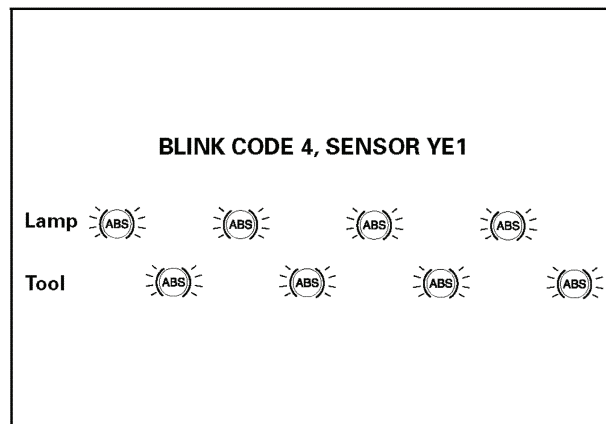 BLINK CODE 4, SENSOR YE1
Lamp ABS ABS ABS ABS
Tool ABS ABS ABS ABS